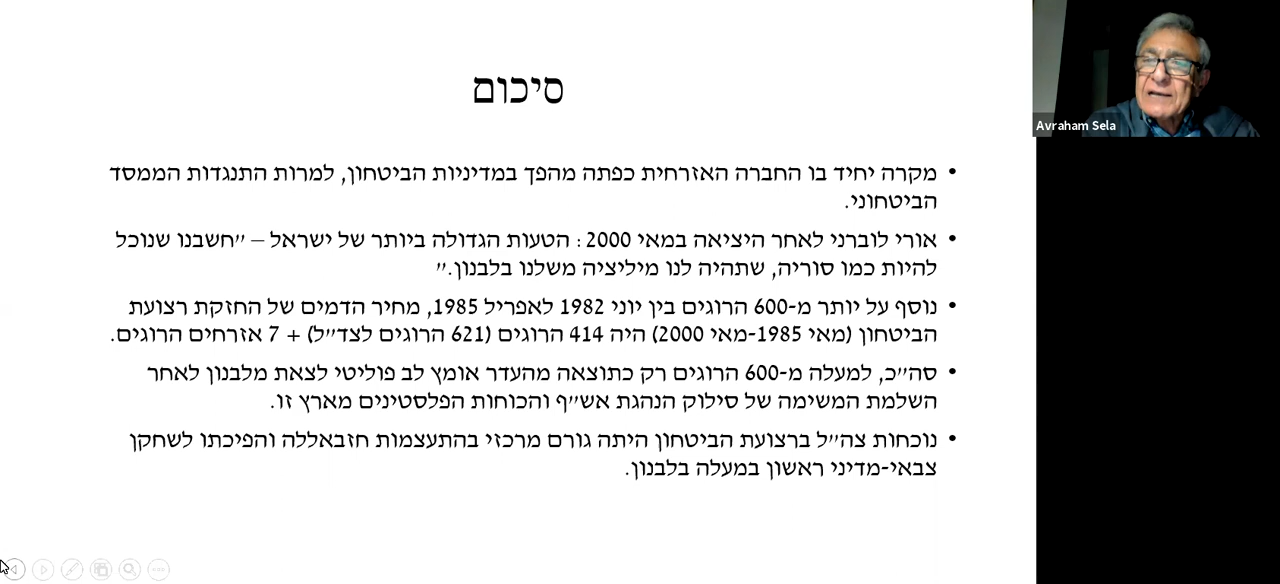 סיכום
Avraham Sela
• מקרה יחיד בו החברה האזרחית כפתה מהפך במדיניות הביטחון, למרות התנגדות הממסד
הביטחוני.
• אורי לוברני לאחר היציאה במאי 2000: הטעות הגדולה ביותר של ישראל – "חשבנו שנוכל
להיות כמו סוריה, שתהיה לנו מיליציה משלנו בלבנון."
• נוסף על יותר מ-600 הרוגים בין יוני 1982 לאפריל 1985, מחיר הדמים של החזקת רצועת
הביטחון (מאי 1985-מאי 2000) היה 414 הרוגים (621 הרוגים לצד"ל) + 7 אזרחים הרוגים.
• סה"כ, למעלה מ-600 הרוגים רק כתוצאה מהעדר אומץ לב פוליטי לצאת מלבנון לאחר
השלמת המשימה של סילוק הנהגת אש"ף והכוחות הפלסטינים מארץ זו.
• נוכחות צה"ל ברצועת הביטחון היתה גורם מרכזי בהתעצמות חזבאללה והפיכתו לשחקן
צבאי-מדיני ראשון במעלה בלבנון.